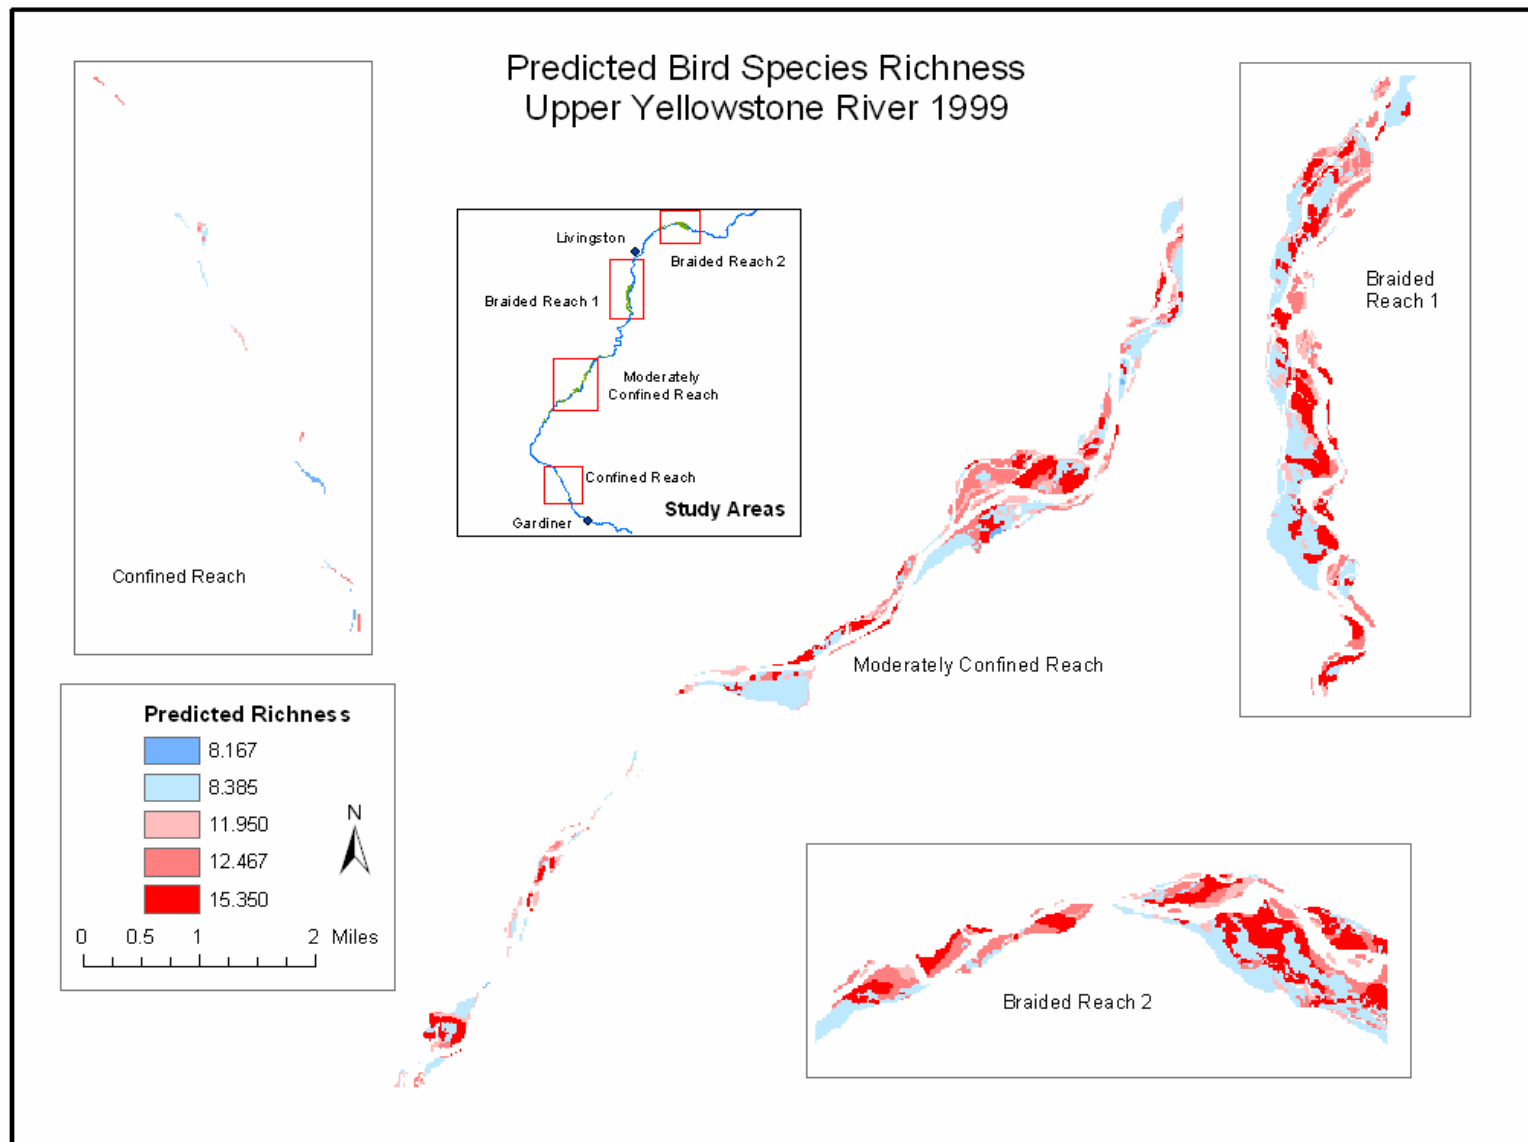 Predicted Bird Species Richness
Upper Yellowstone River 1999
Livingston
Braided Reach 2
Braided Reach 1
Moderately
Confined Reach
Confined Reach
Gardiner
Study Areas
Confined Reach
Braided
Reach 1
Moderately Confined Reach
Predicted Richness
8.167
8.385
11.950
12.467
15.350
N
0 0.5 1 2 Miles
Braided Reach 2